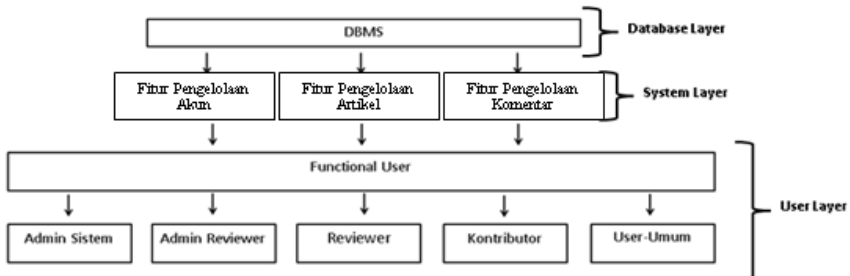 DBMS
Database Layer
Fitur Pengelolaan
Akun
Fitur Pengelolaan
Artikel
Fitur Pengelolaan
Komentar
System Layer
Functional User
User Layer
Admin Sistem
Admin Reviewer
Reviewer
Kontributor
User-Umum